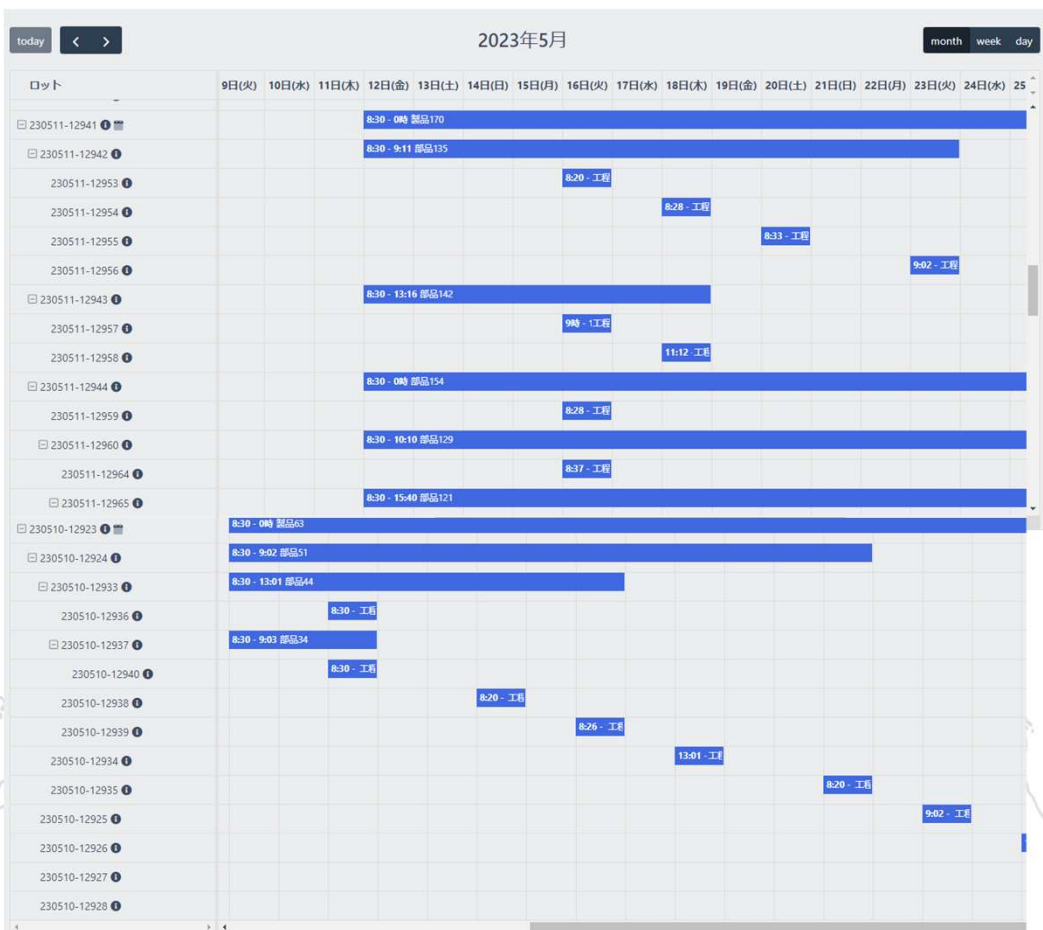 today
2023年5月
month week day
ロット 9日(火) 10日(水) 11日(木) 12日(金) 13日(土) 14日(日) 15日(月) 16日(火) 17日(水) 18日(木) 19日(金) 20日(土) 21日(日) 22日(月) 23日(火) 24日(水) 25
230511-12941 8:30 - 0時 製品170
230511-12942 8:30 - 9:11 部品135
230511-12953 8:20 - 工程
230511-12954 8:28 - 工程
230511-12955 8:33 - 工程
230511-12956 9:02 - 工程
230511-12943 8:30 - 13:16 部品142
230511-12957 9時 - 1工程
230511-12958 11:12 - 工程
230511-12944 8:30 - 0時 部品154
230511-12959 8:28 - 工程
230511-12960 8:30 - 10:10 部品129
230511-12964 8:37 - 工程
230511-12965 8:30 - 15:40 部品121
230510-12923 8:30 - 0時 製品63
230510-12924 8:30 - 9:02 部品51
230510-12933 8:30 - 13:01 部品44
230510-12936 8:30 - 工程
230510-12937 8:30 - 9:03 部品34
230510-12940 8:30 - 工程
230510-12938 8:20 - 工程
230510-12939 8:26 - 工程
230510-12934 13:01 - 工程
230510-12935 8:20 - 工程
230510-12925 9:02 - 工程
230510-12926
230510-12927
230510-12928